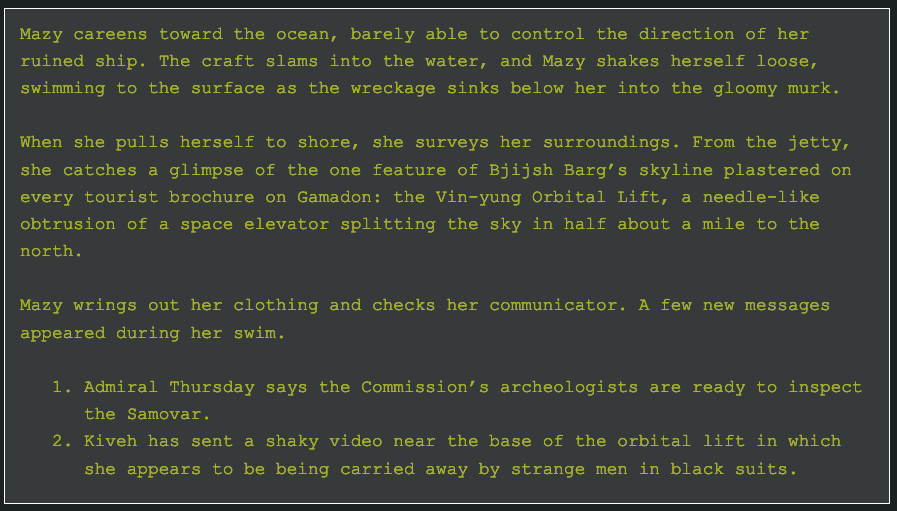 Mazy careens toward the ocean, barely able to control the direction of her
ruined ship. The craft slams into the water, and Mazy shakes herself loose,
swimming to the surface as the wreckage sinks below her into the gloomy murk.
When she pulls herself to shore, she surveys her surroundings. From the jetty,
she catches a glimpse of the one feature of Bjijsh Barg’s skyline plastered on
every tourist brochure on Gamadon: the Vin-yung Orbital Lift, a needle-like
obtrusion of a space elevator splitting the sky in half about a mile to the
north.
Mazy wrings out her clothing and checks her communicator. A few new messages
appeared during her swim.
1. Admiral Thursday says the Commission’s archeologists are ready to inspect
the Samovar.
2. Kiveh has sent a shaky video near the base of the orbital lift in which
she appears to be being carried away by strange men in black suits.